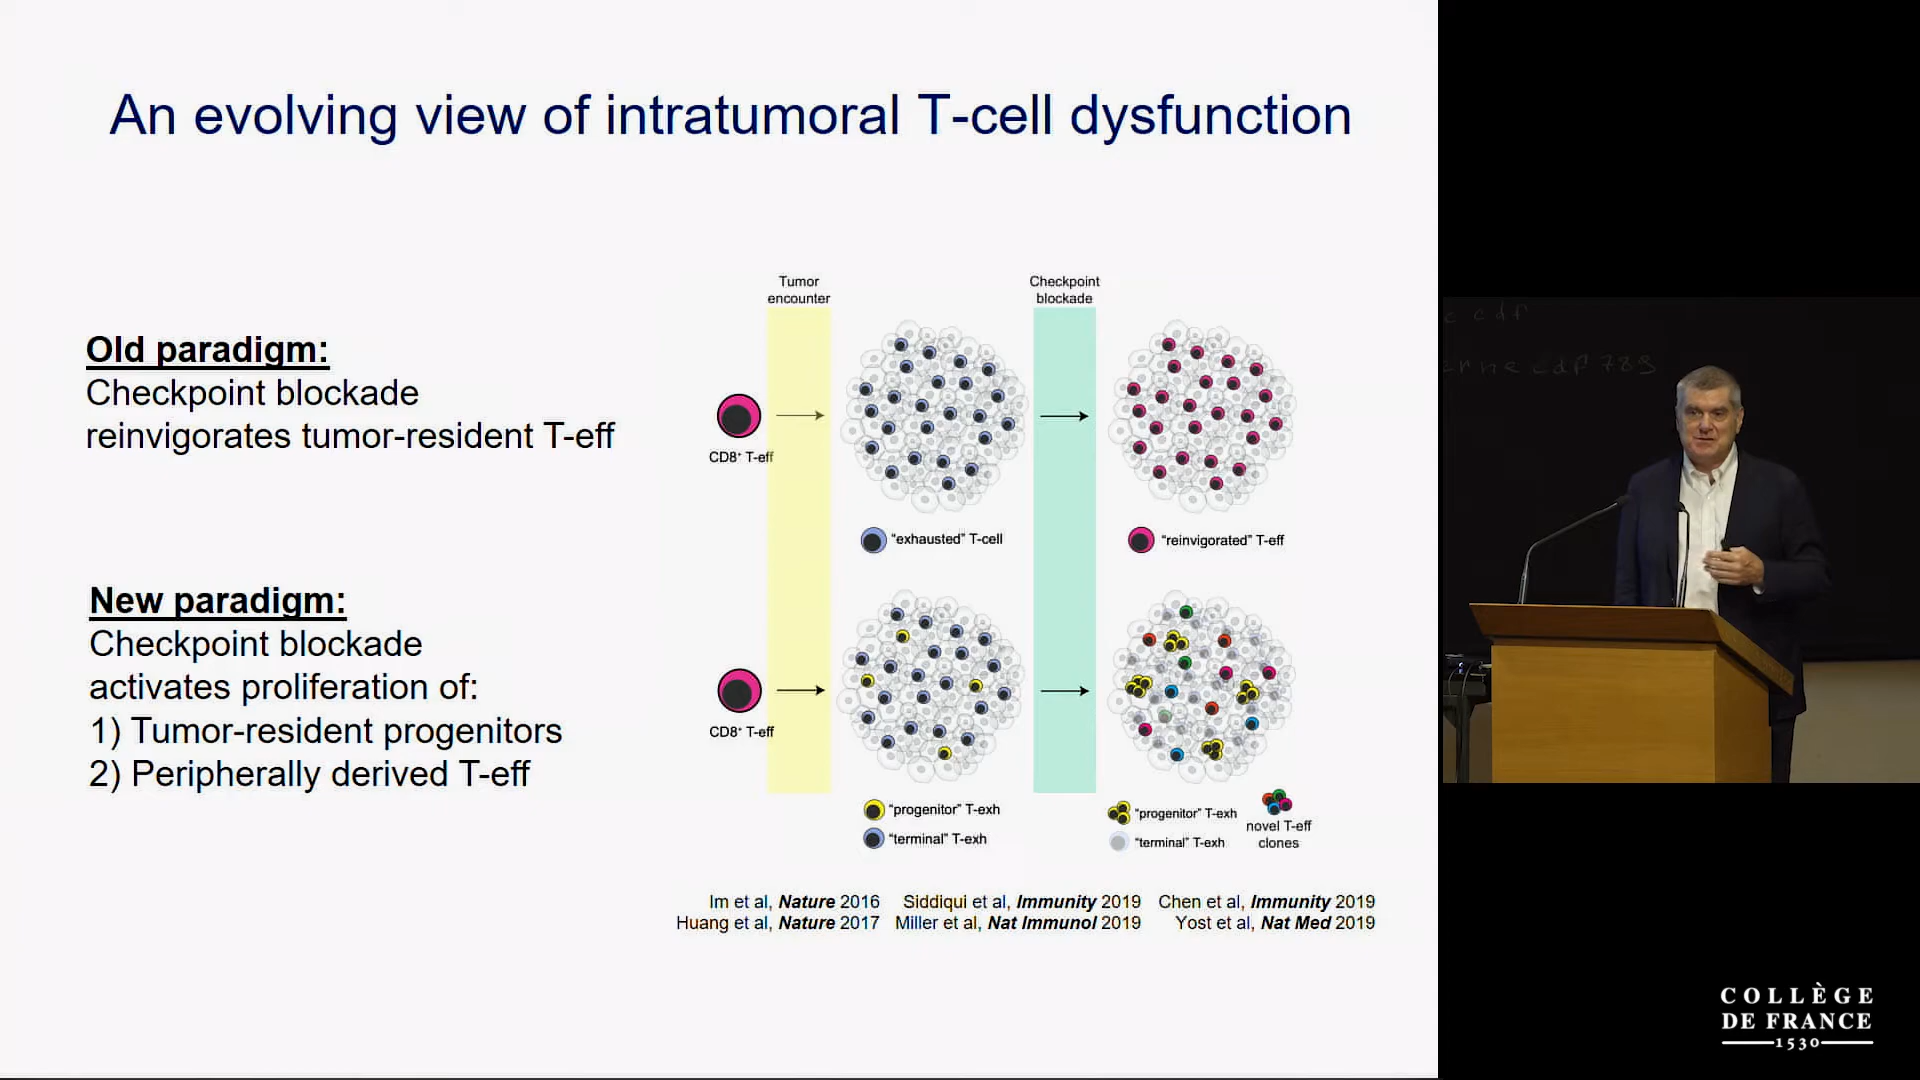 An evolving view of intratumoral T-cell dysfunction
Old paradigm:
Checkpoint blockade
reinvigorates tumor-resident T-eff
New paradigm:
Checkpoint blockade
activates proliferation of:
1) Tumor-resident progenitors
2) Peripherally derived T-eff
Tumor
encounter
Checkpoint
blockade
CD8⁺ T-eff
"exhausted" T-cell
"reinvigorated" T-eff
CD8⁺ T-eff
"progenitor" T-exh
"terminal" T-exh
"progenitor" T-exh
"terminal" T-exh
novel T-eff
clones
Im et al, Nature 2016 Siddiqui et al, Immunity 2019 Chen et al, Immunity 2019
Huang et al, Nature 2017 Miller et al, Nat Immunol 2019 Yost et al, Nat Med 2019
cdf
cdf 789
COLLÈGE
DE FRANCE
1530